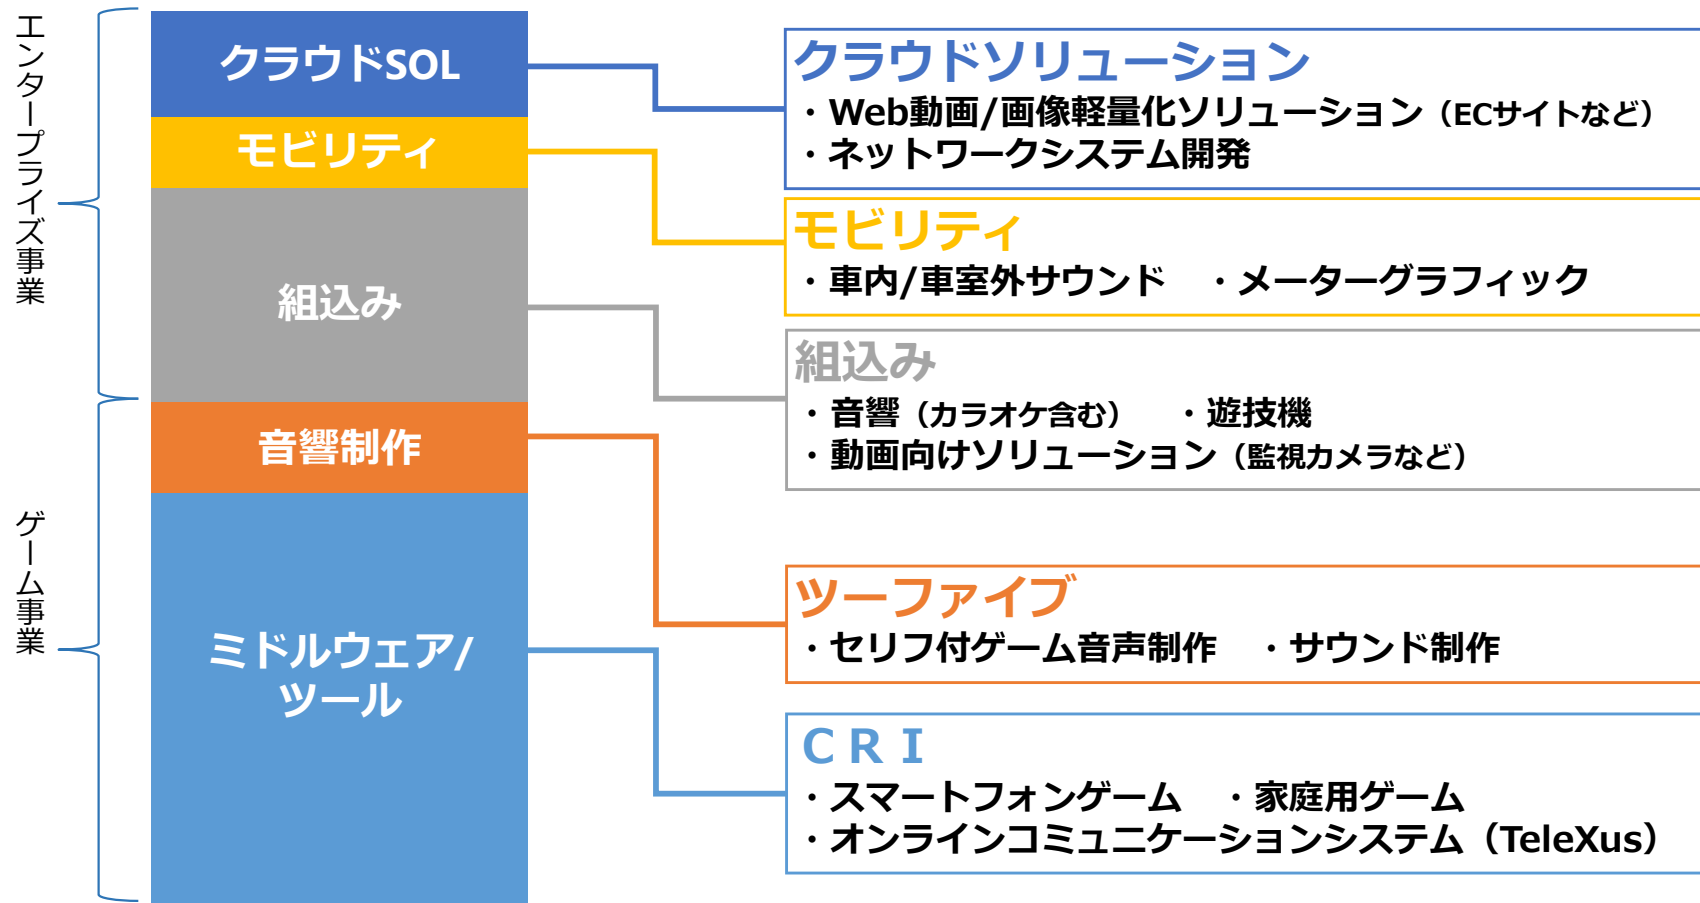 エンタープライズ事業
クラウドSOL
モビリティ
組込み
ゲーム事業
音響制作
ミドルウェア/
ツール
クラウドソリューション
・Web動画/画像軽量化ソリューション（ECサイトなど）
・ネットワークシステム開発
モビリティ
・車内/車室外サウンド　・メーターグラフィック
組込み
・音響（カラオケ含む）　・遊技機
・動画向けソリューション（監視カメラなど）
ツーファイブ
・セリフ付ゲーム音声制作　・サウンド制作
ＣＲＩ
・スマートフォンゲーム　・家庭用ゲーム
・オンラインコミュニケーションシステム（TeleXus）